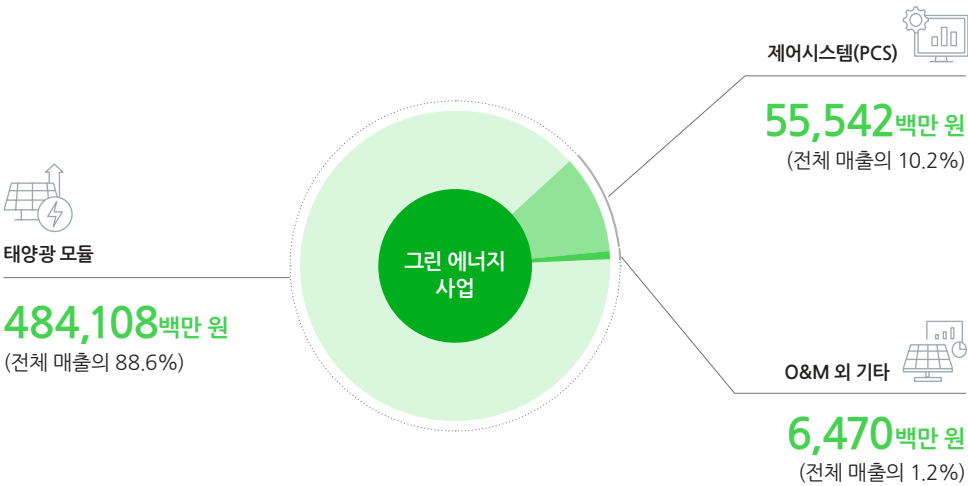 태양광 모듈
484,108백만 원
(전체 매출의 88.6%)
그린 에너지
사업
제어시스템(PCS)
55,542백만 원
(전체 매출의 10.2%)
O&M 외 기타
6,470백만 원
(전체 매출의 1.2%)